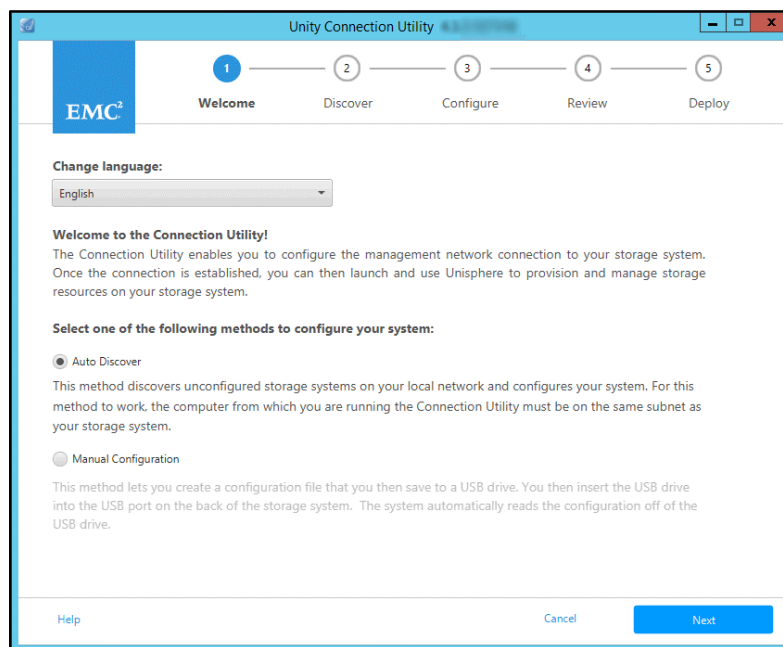 Unity Connection Utility
1 2 3 4 5
EMC²
Welcome Discover Configure Review Deploy
Change language:
English
Welcome to the Connection Utility!
The Connection Utility enables you to configure the management network connection to your storage system.
Once the connection is established, you can then launch and use Unisphere to provision and manage storage
resources on your storage system.
Select one of the following methods to configure your system:
Auto Discover
This method discovers unconfigured storage systems on your local network and configures your system. For this
method to work, the computer from which you are running the Connection Utility must be on the same subnet as
your storage system.
Manual Configuration
This method lets you create a configuration file that you then save to a USB drive. You then insert the USB drive
into the USB port on the back of the storage system. The system automatically reads the configuration off of the
USB drive.
Help Cancel Next